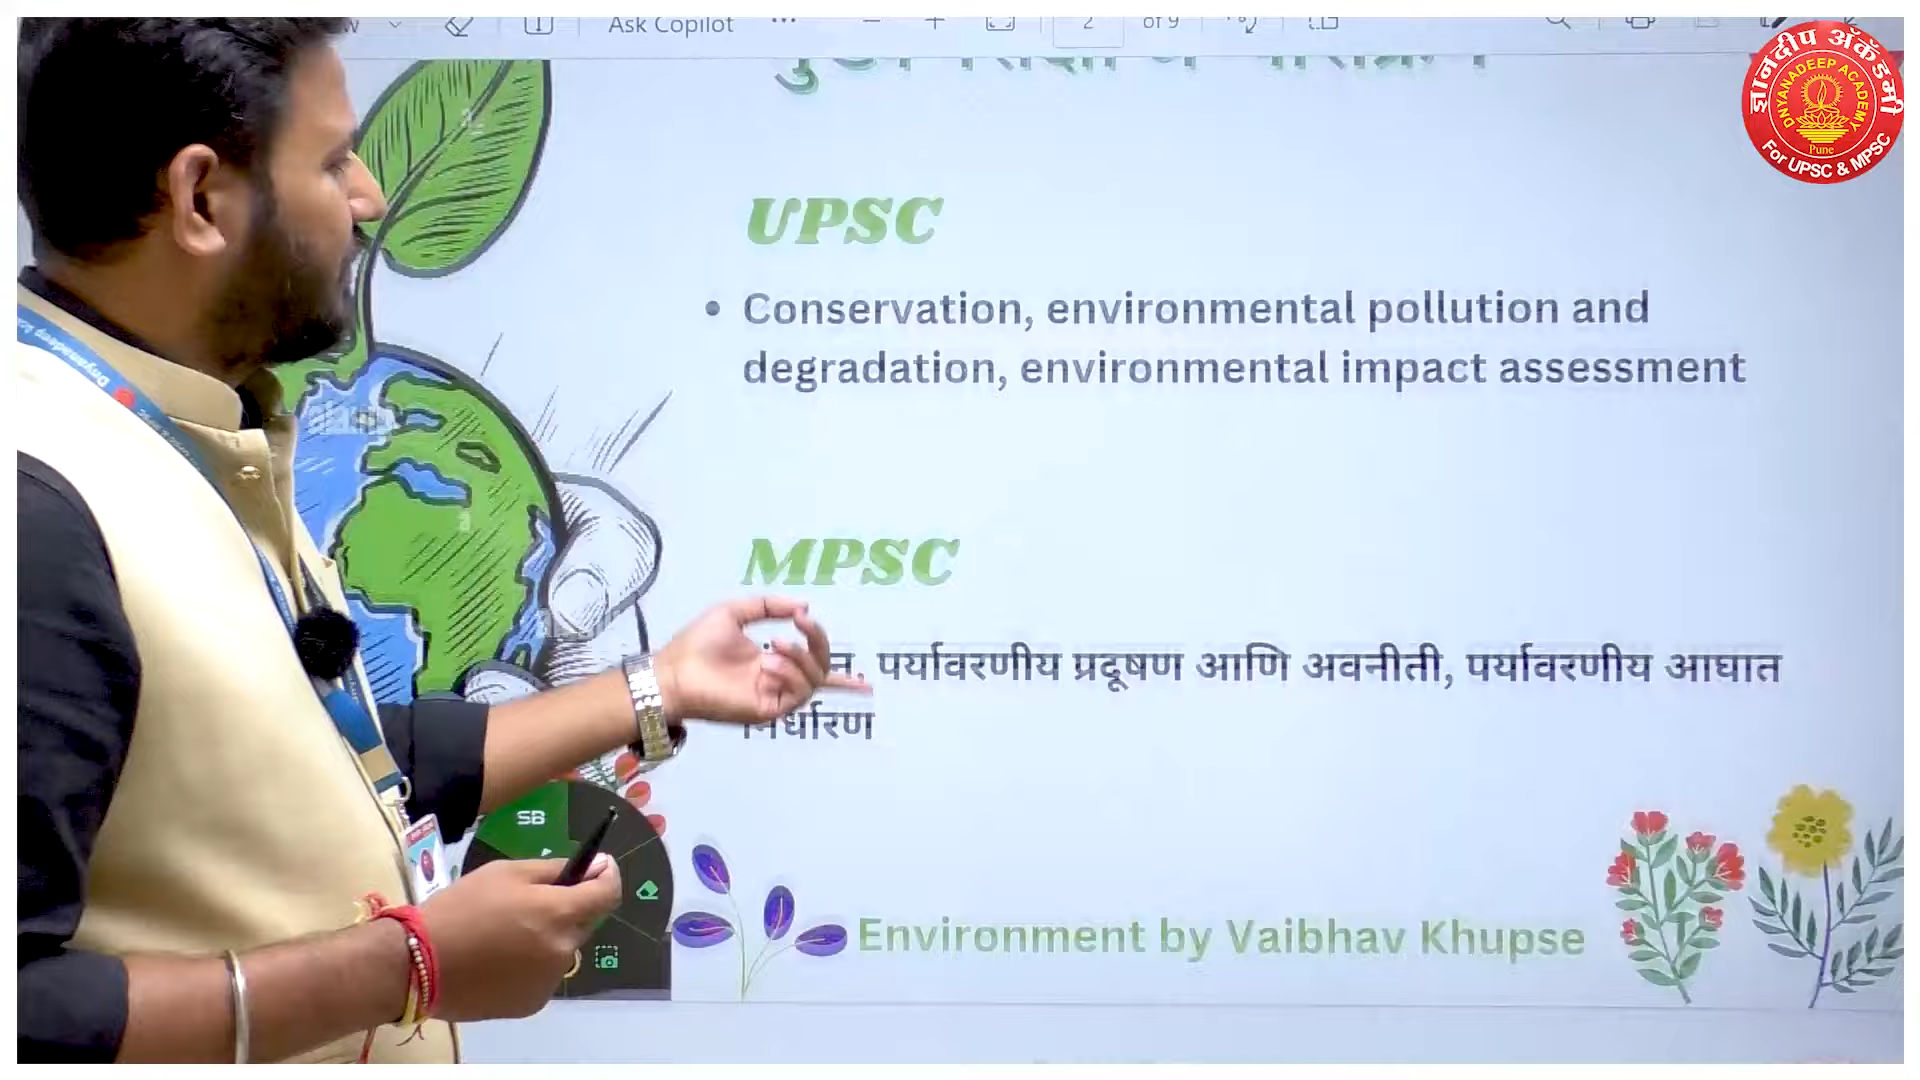 Ask Copilot
2 of 9
UPSC
• Conservation, environmental pollution and
degradation, environmental impact assessment
MPSC
पर्यावरणीय प्रदूषण आणि अवनीती, पर्यावरणीय आघात
निर्धारण
Environment by Vaibhav Khupse
SB
ज्ञानदीप अ‍ॅकॅडमी
DNYANADEEP ACADEMY
Pune
For UPSC & MPSC